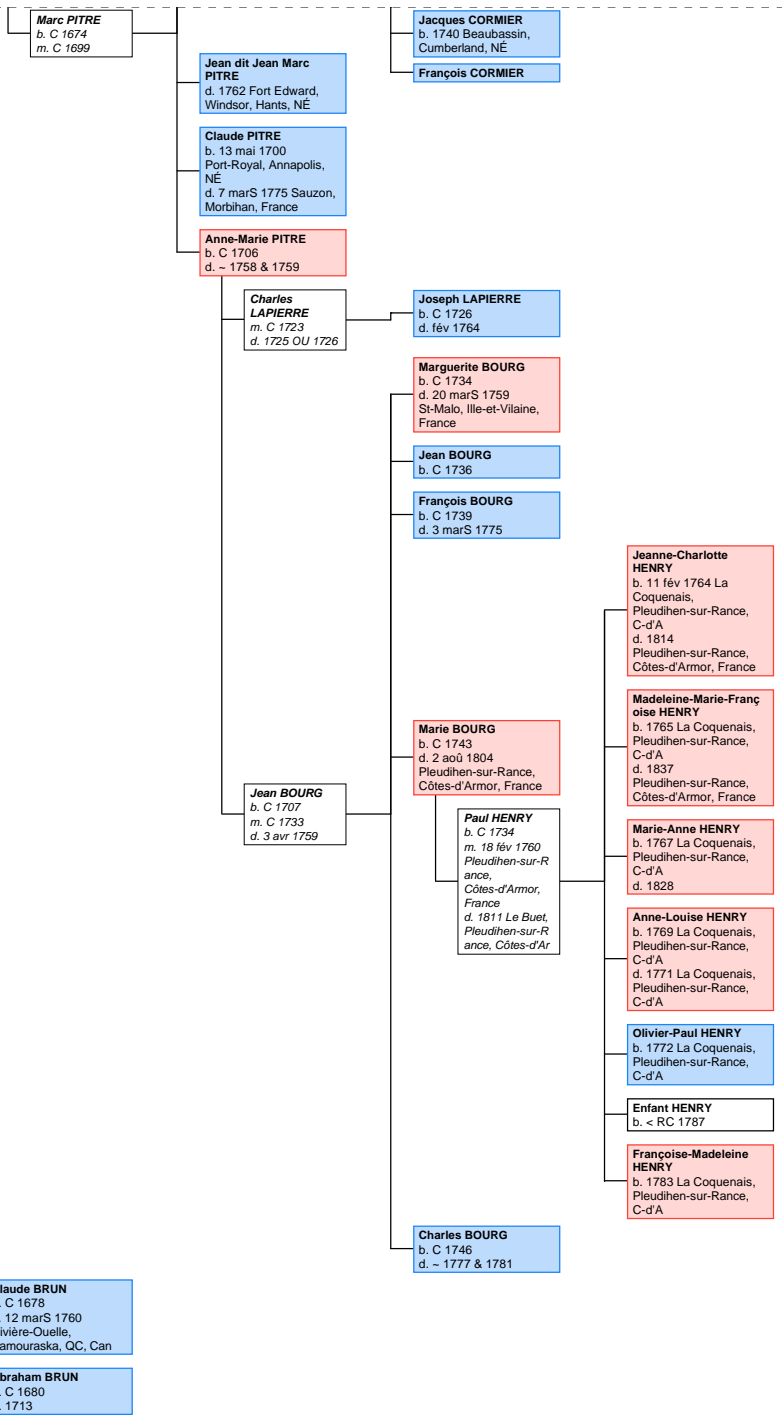 Marc PITRE
b. C 1674
m. C 1699
Jacques CORMIER
b. 1740 Beaubassin,
Cumberland, NÉ
François CORMIER
Jean dit Jean Marc
PITRE
d. 1762 Fort Edward,
Windsor, Hants, NÉ
Claude PITRE
b. 13 mai 1700
Port-Royal, Annapolis,
NÉ
d. 7 marS 1775 Sauzon,
Morbihan, France
Anne-Marie PITRE
b. C 1706
d. ~ 1758 & 1759
Charles
LAPIERRE
m. C 1723
d. 1725 OU 1726
Joseph LAPIERRE
b. C 1726
d. fév 1764
Marguerite BOURG
b. C 1734
d. 20 marS 1759
St-Malo, Ille-et-Vilaine,
France
Jean BOURG
b. C 1736
François BOURG
b. C 1739
d. 3 marS 1775
Jeanne-Charlotte
HENRY
b. 11 fév 1764 La
Coquenais,
Pleudihen-sur-Rance,
C-d'A
d. 1814
Pleudihen-sur-Rance,
Côtes-d'Armor, France
Madeleine-Marie-Franç
oise HENRY
b. 1765 La Coquenais,
Pleudihen-sur-Rance,
C-d'A
d. 1837
Pleudihen-sur-Rance,
Côtes-d'Armor, France
Marie BOURG
b. C 1743
d. 2 aoû 1804
Pleudihen-sur-Rance,
Côtes-d'Armor, France
Jean BOURG
b. C 1707
m. C 1733
d. 3 avr 1759
Paul HENRY
b. C 1734
m. 18 fév 1760
Pleudihen-sur-R
ance,
Côtes-d'Armor,
France
d. 1811 Le Buet,
Pleudihen-sur-R
ance, Côtes-d'Ar
Marie-Anne HENRY
b. 1767 La Coquenais,
Pleudihen-sur-Rance,
C-d'A
d. 1828
Anne-Louise HENRY
b. 1769 La Coquenais,
Pleudihen-sur-Rance,
C-d'A
d. 1771 La Coquenais,
Pleudihen-sur-Rance,
C-d'A
Olivier-Paul HENRY
b. 1772 La Coquenais,
Pleudihen-sur-Rance,
C-d'A
Enfant HENRY
b. < RC 1787
Françoise-Madeleine
HENRY
b. 1783 La Coquenais,
Pleudihen-sur-Rance,
C-d'A
Charles BOURG
b. C 1746
d. ~ 1777 & 1781
laude BRUN
. C 1678
. 12 marS 1760
ivière-Ouelle,
amouraska, QC, Can
braham BRUN
. C 1680
. 1713